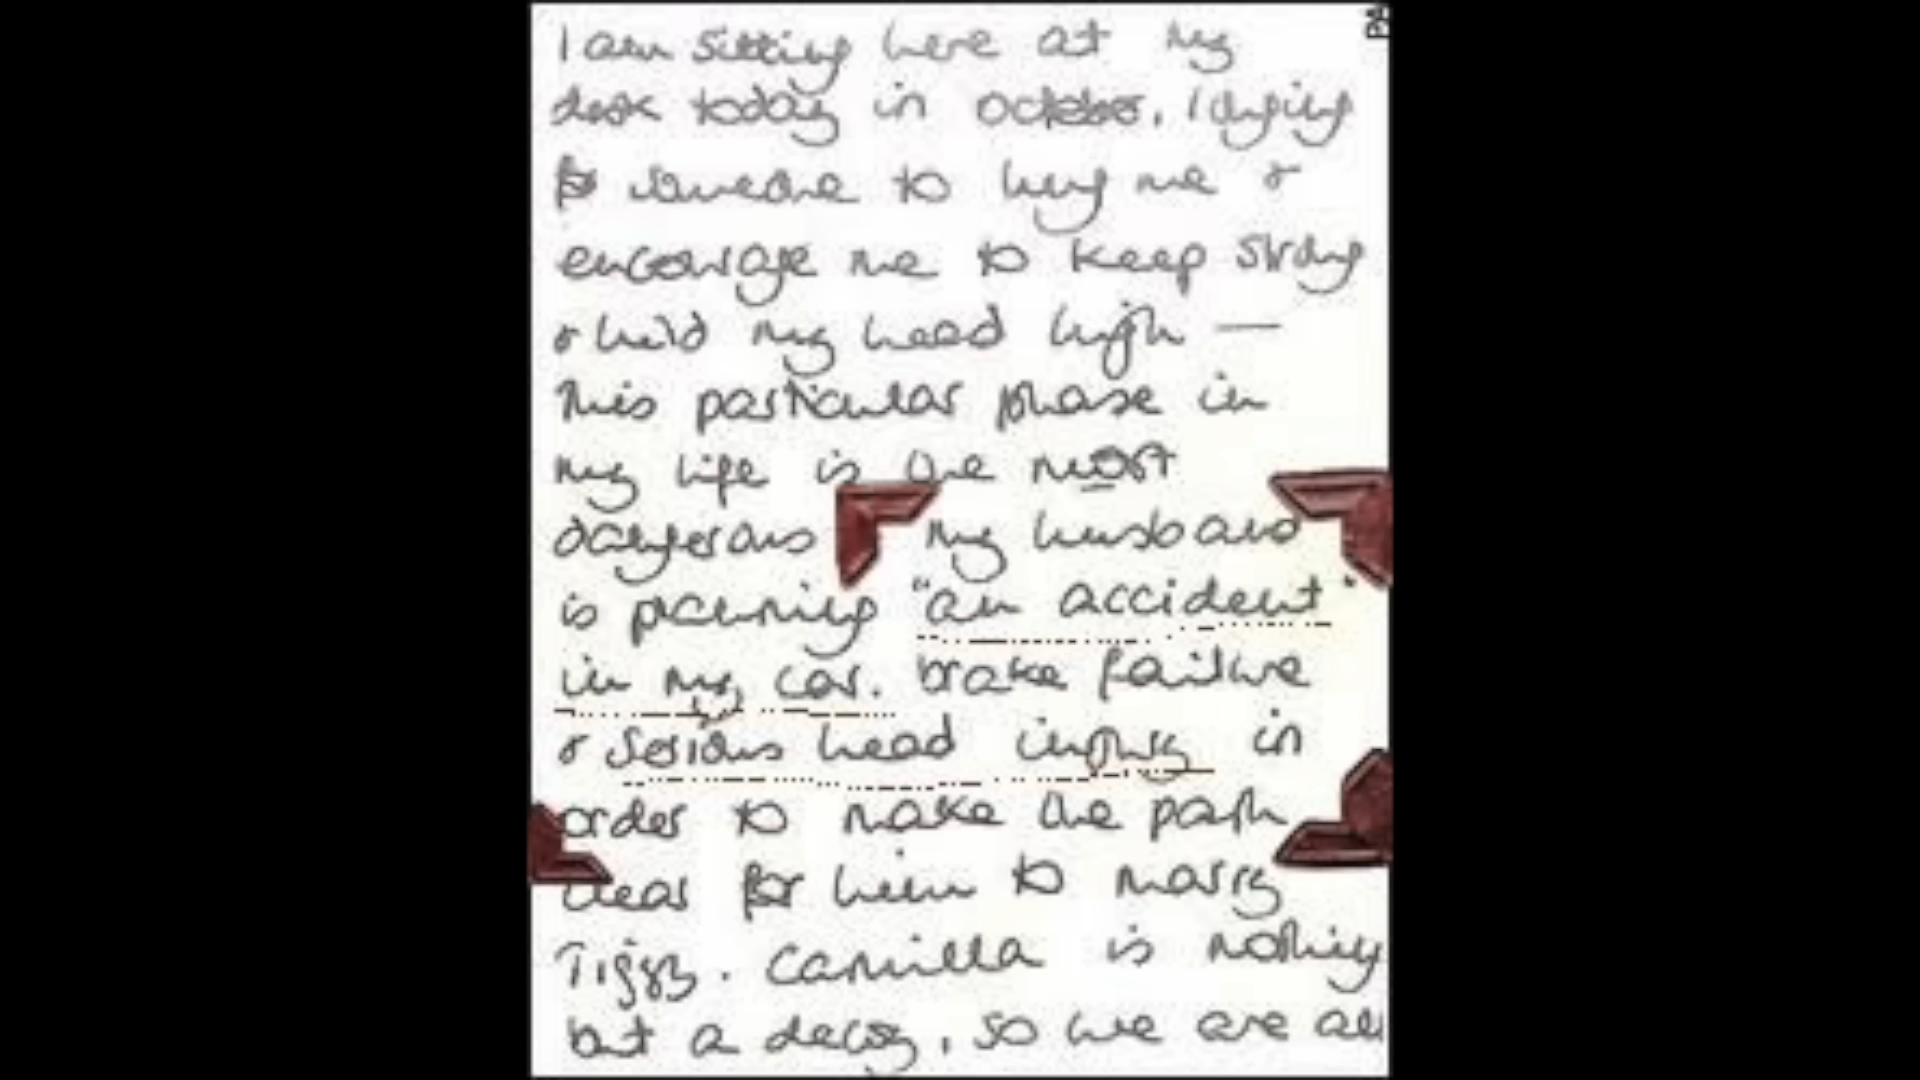 I am sitting here at my
desk today in october, longing
for someone to hug me &
encourage me to keep strong
& hold my head high —
This particular phase in
my life is the most
dangerous my husband
is planning "an accident"
in my car. brake failure
& serious head injury in
order to make the path
clear for him to marry
Tiggy. Camilla is nothing
but a decoy, so we are all